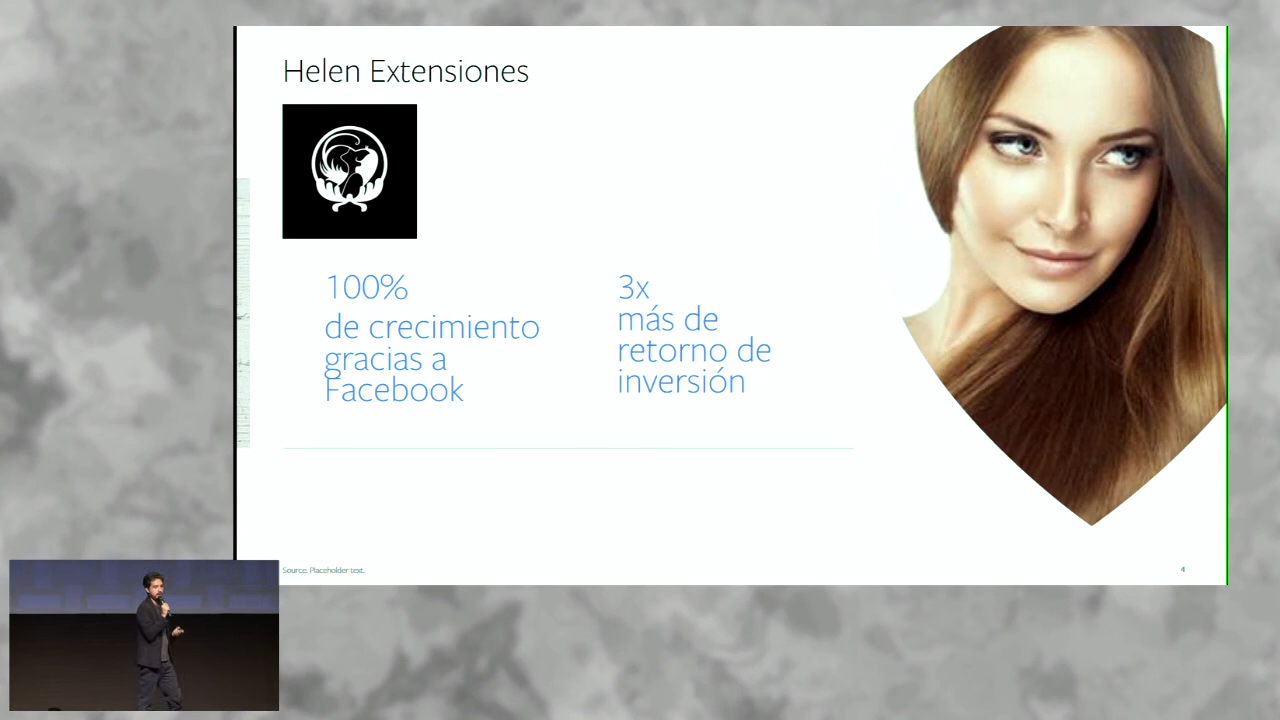 Helen Extensiones
100%
de crecimiento
gracias a
Facebook
3x
más de
retorno de
inversión
Source: Placeholder text.
4